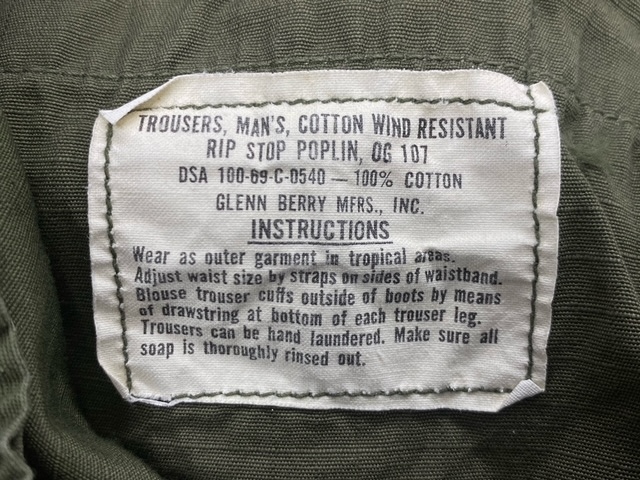 TROUSERS, MAN'S, COTTON WIND RESISTANT
RIP STOP POPLIN, OG 107
DSA 100-69-C-0540 — 100% COTTON
GLENN BERRY MFRS., INC.
INSTRUCTIONS
Wear as outer garment in tropical areas.
Adjust waist size by straps on sides of waistband.
Blouse trouser cuffs outside of boots by means
of drawstring at bottom of each trouser leg.
Trousers can be hand laundered. Make sure all
soap is thoroughly rinsed out.